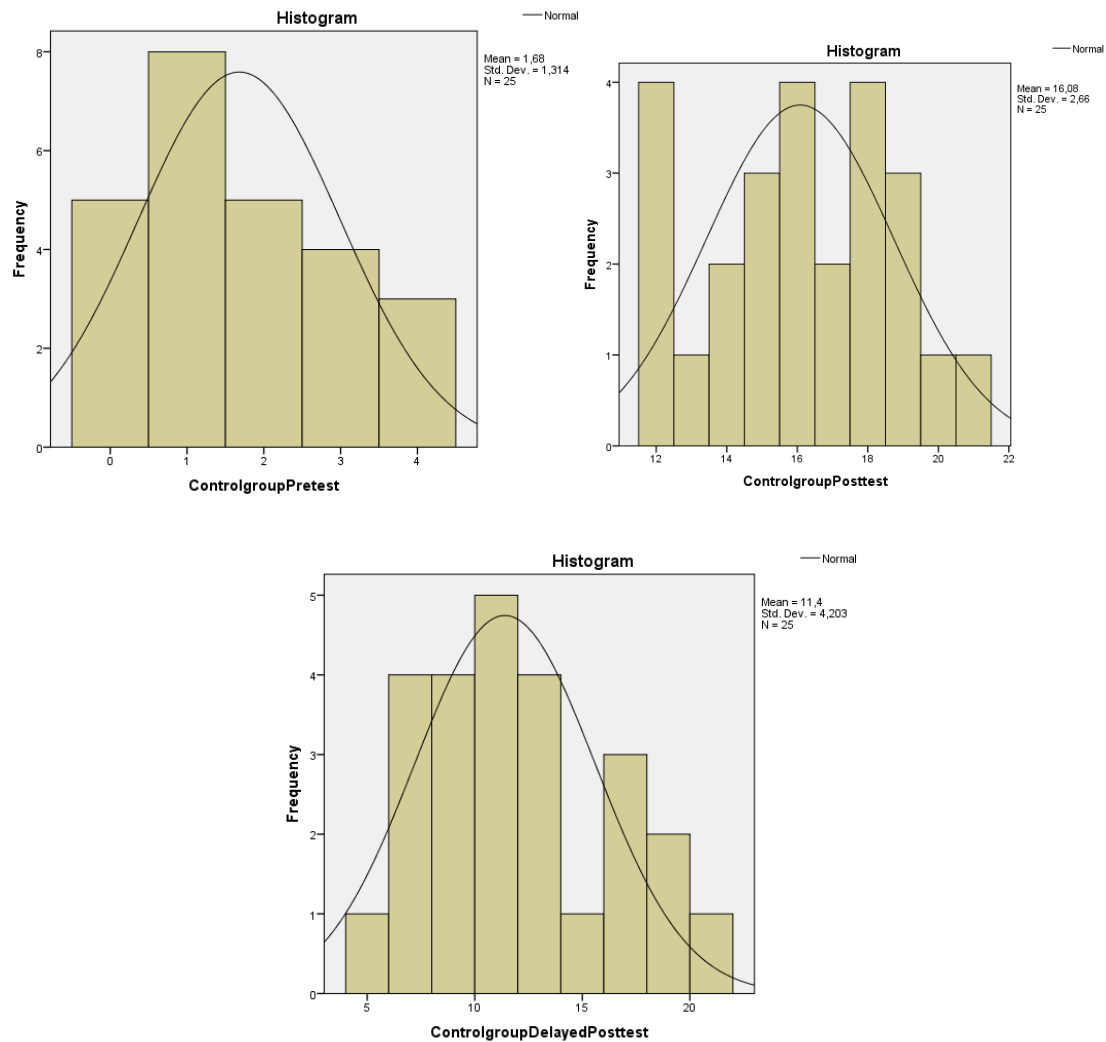 Histogram
Normal
Mean = 1,68
Std. Dev. = 1,314
N = 25
Frequency
8
6
4
2
0
0 1 2 3 4
ControlgroupPretest
Histogram
Normal
Mean = 16,08
Std. Dev. = 2,66
N = 25
Frequency
4
3
2
1
0
12 14 16 18 20 22
ControlgroupPosttest
Histogram
Normal
Mean = 11,4
Std. Dev. = 4,203
N = 25
Frequency
5
4
3
2
1
0
5 10 15 20
ControlgroupDelayedPosttest